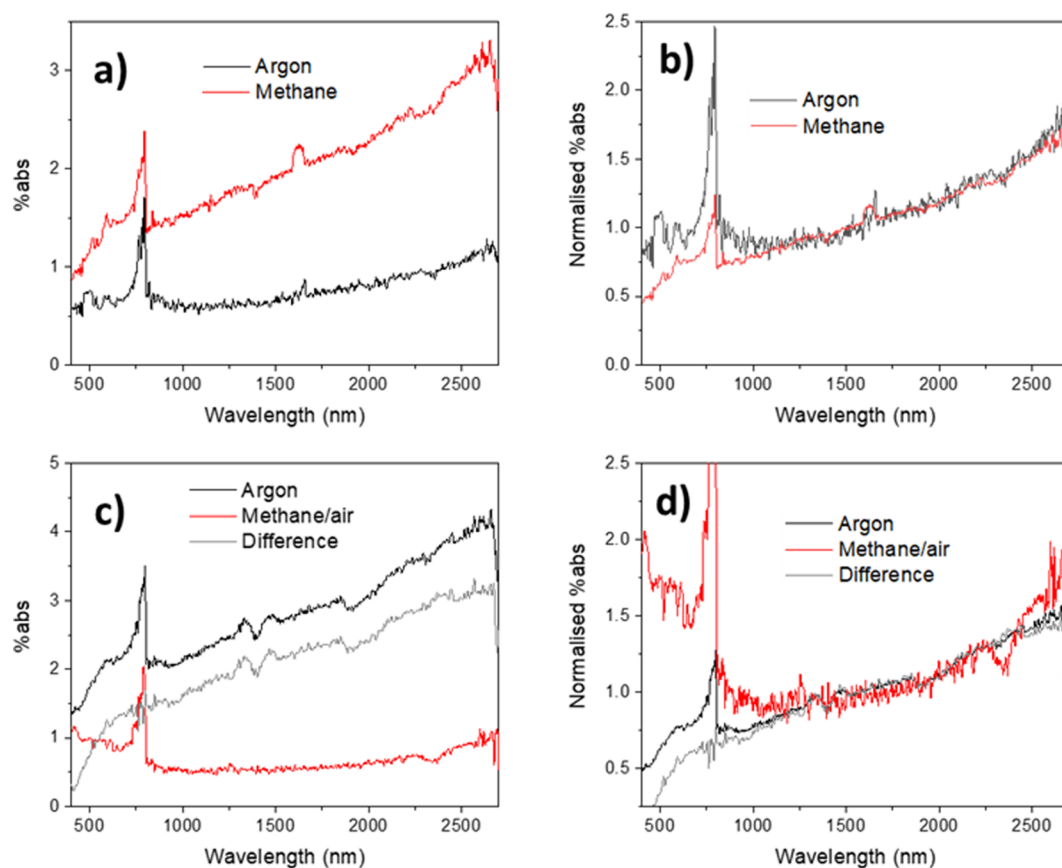 a)
Argon
Methane
%abs
3
2
1
0
500 1000 1500 2000 2500
Wavelength (nm)
b)
Argon
Methane
Normalised %abs
2.5
2.0
1.5
1.0
0.5
0.0
500 1000 1500 2000 2500
Wavelength (nm)
c)
Argon
Methane/air
Difference
%abs
5
4
3
2
1
0
500 1000 1500 2000 2500
Wavelength (nm)
d)
Argon
Methane/air
Difference
Normalised %abs
2.5
2.0
1.5
1.0
0.5
500 1000 1500 2000 2500
Wavelength (nm)